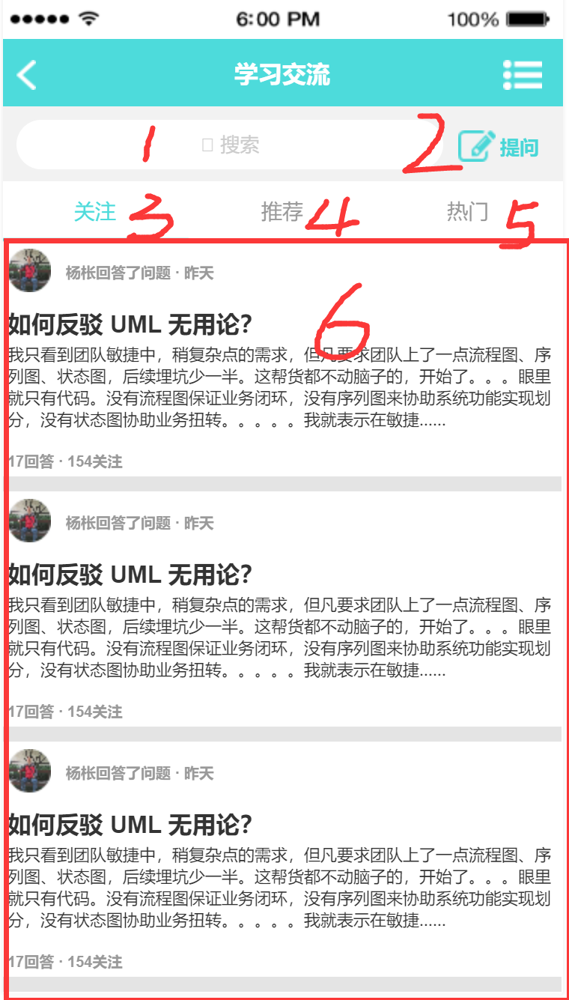 6:00 PM 100%
学习交流
1 搜索 2 提问
关注 3 推荐 4 热门 5
杨枨回答了问题 · 昨天
6
如何反驳 UML 无用论？
我只看到团队敏捷中，稍复杂点的需求，但凡要求团队上了一点流程图、序
列图、状态图，后续埋坑少一半。这帮货都不动脑子的，开始了。。。眼里
就只有代码。没有流程图保证业务闭环，没有序列图来协助系统功能实现划
分，没有状态图协助业务扭转。。。。。我就表示在敏捷......
17回答 · 154关注
杨枨回答了问题 · 昨天
如何反驳 UML 无用论？
我只看到团队敏捷中，稍复杂点的需求，但凡要求团队上了一点流程图、序
列图、状态图，后续埋坑少一半。这帮货都不动脑子的，开始了。。。眼里
就只有代码。没有流程图保证业务闭环，没有序列图来协助系统功能实现划
分，没有状态图协助业务扭转。。。。。我就表示在敏捷......
17回答 · 154关注
杨枨回答了问题 · 昨天
如何反驳 UML 无用论？
我只看到团队敏捷中，稍复杂点的需求，但凡要求团队上了一点流程图、序
列图、状态图，后续埋坑少一半。这帮货都不动脑子的，开始了。。。眼里
就只有代码。没有流程图保证业务闭环，没有序列图来协助系统功能实现划
分，没有状态图协助业务扭转。。。。。我就表示在敏捷......
17回答 · 154关注